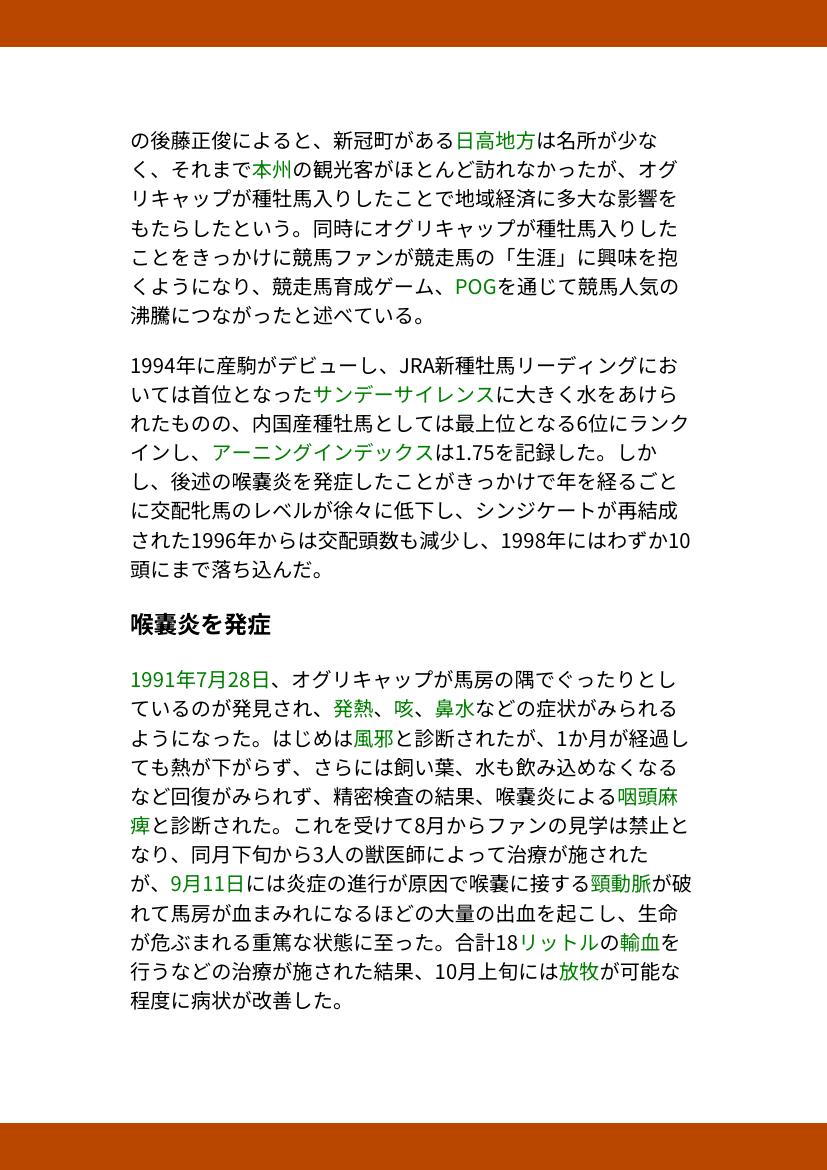 の後藤正俊によると、新冠町がある日高地方は名所が少な
く、それまで本州の観光客がほとんど訪れなかったが、オグ
リキャップが種牡馬入りしたことで地域経済に多大な影響を
もたらしたという。同時にオグリキャップが種牡馬入りした
ことをきっかけに競馬ファンが競走馬の「生涯」に興味を抱
くようになり、競走馬育成ゲーム、POGを通じて競馬人気の
沸騰につながったと述べている。
1994年に産駒がデビューし、JRA新種牡馬リーディングにお
いては首位となったサンデーサイレンスに大きく水をあけら
れたものの、内国産種牡馬としては最上位となる6位にランク
インし、アーニングインデックスは1.75を記録した。しか
し、後述の喉嚢炎を発症したことがきっかけで年を経るごと
に交配牝馬のレベルが徐々に低下し、シンジケートが再結成
された1996年からは交配頭数も減少し、1998年にはわずか10
頭にまで落ち込んだ。
喉嚢炎を発症
1991年7月28日、オグリキャップが馬房の隅でぐったりとし
ているのが発見され、発熱、咳、鼻水などの症状がみられる
ようになった。はじめは風邪と診断されたが、1か月が経過し
ても熱が下がらず、さらには飼い葉、水も飲み込めなくなる
など回復がみられず、精密検査の結果、喉嚢炎による咽頭麻
痺と診断された。これを受けて8月からファンの見学は禁止と
なり、同月下旬から3人の獣医師によって治療が施された
が、9月11日には炎症の進行が原因で喉嚢に接する頸動脈が破
れて馬房が血まみれになるほどの大量の出血を起こし、生命
が危ぶまれる重篤な状態に至った。合計18リットルの輸血を
行うなどの治療が施された結果、10月上旬には放牧が可能な
程度に病状が改善した。